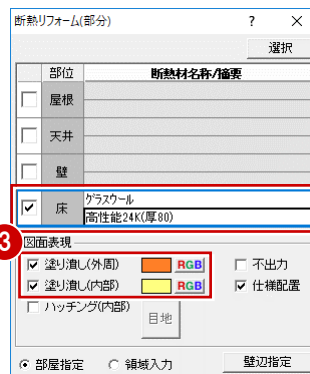 断熱リフォーム(部分) ? ×
選択
部位 断熱材名称/摘要
屋根
天井
壁
床 グラスウール
高性能24K(厚80)
3
図面表現
塗り潰し(外周) RGB 不出力
塗り潰し(内部) RGB 仕様配置
ハッチング(内部) 目地
部屋指定 領域入力 壁辺指定